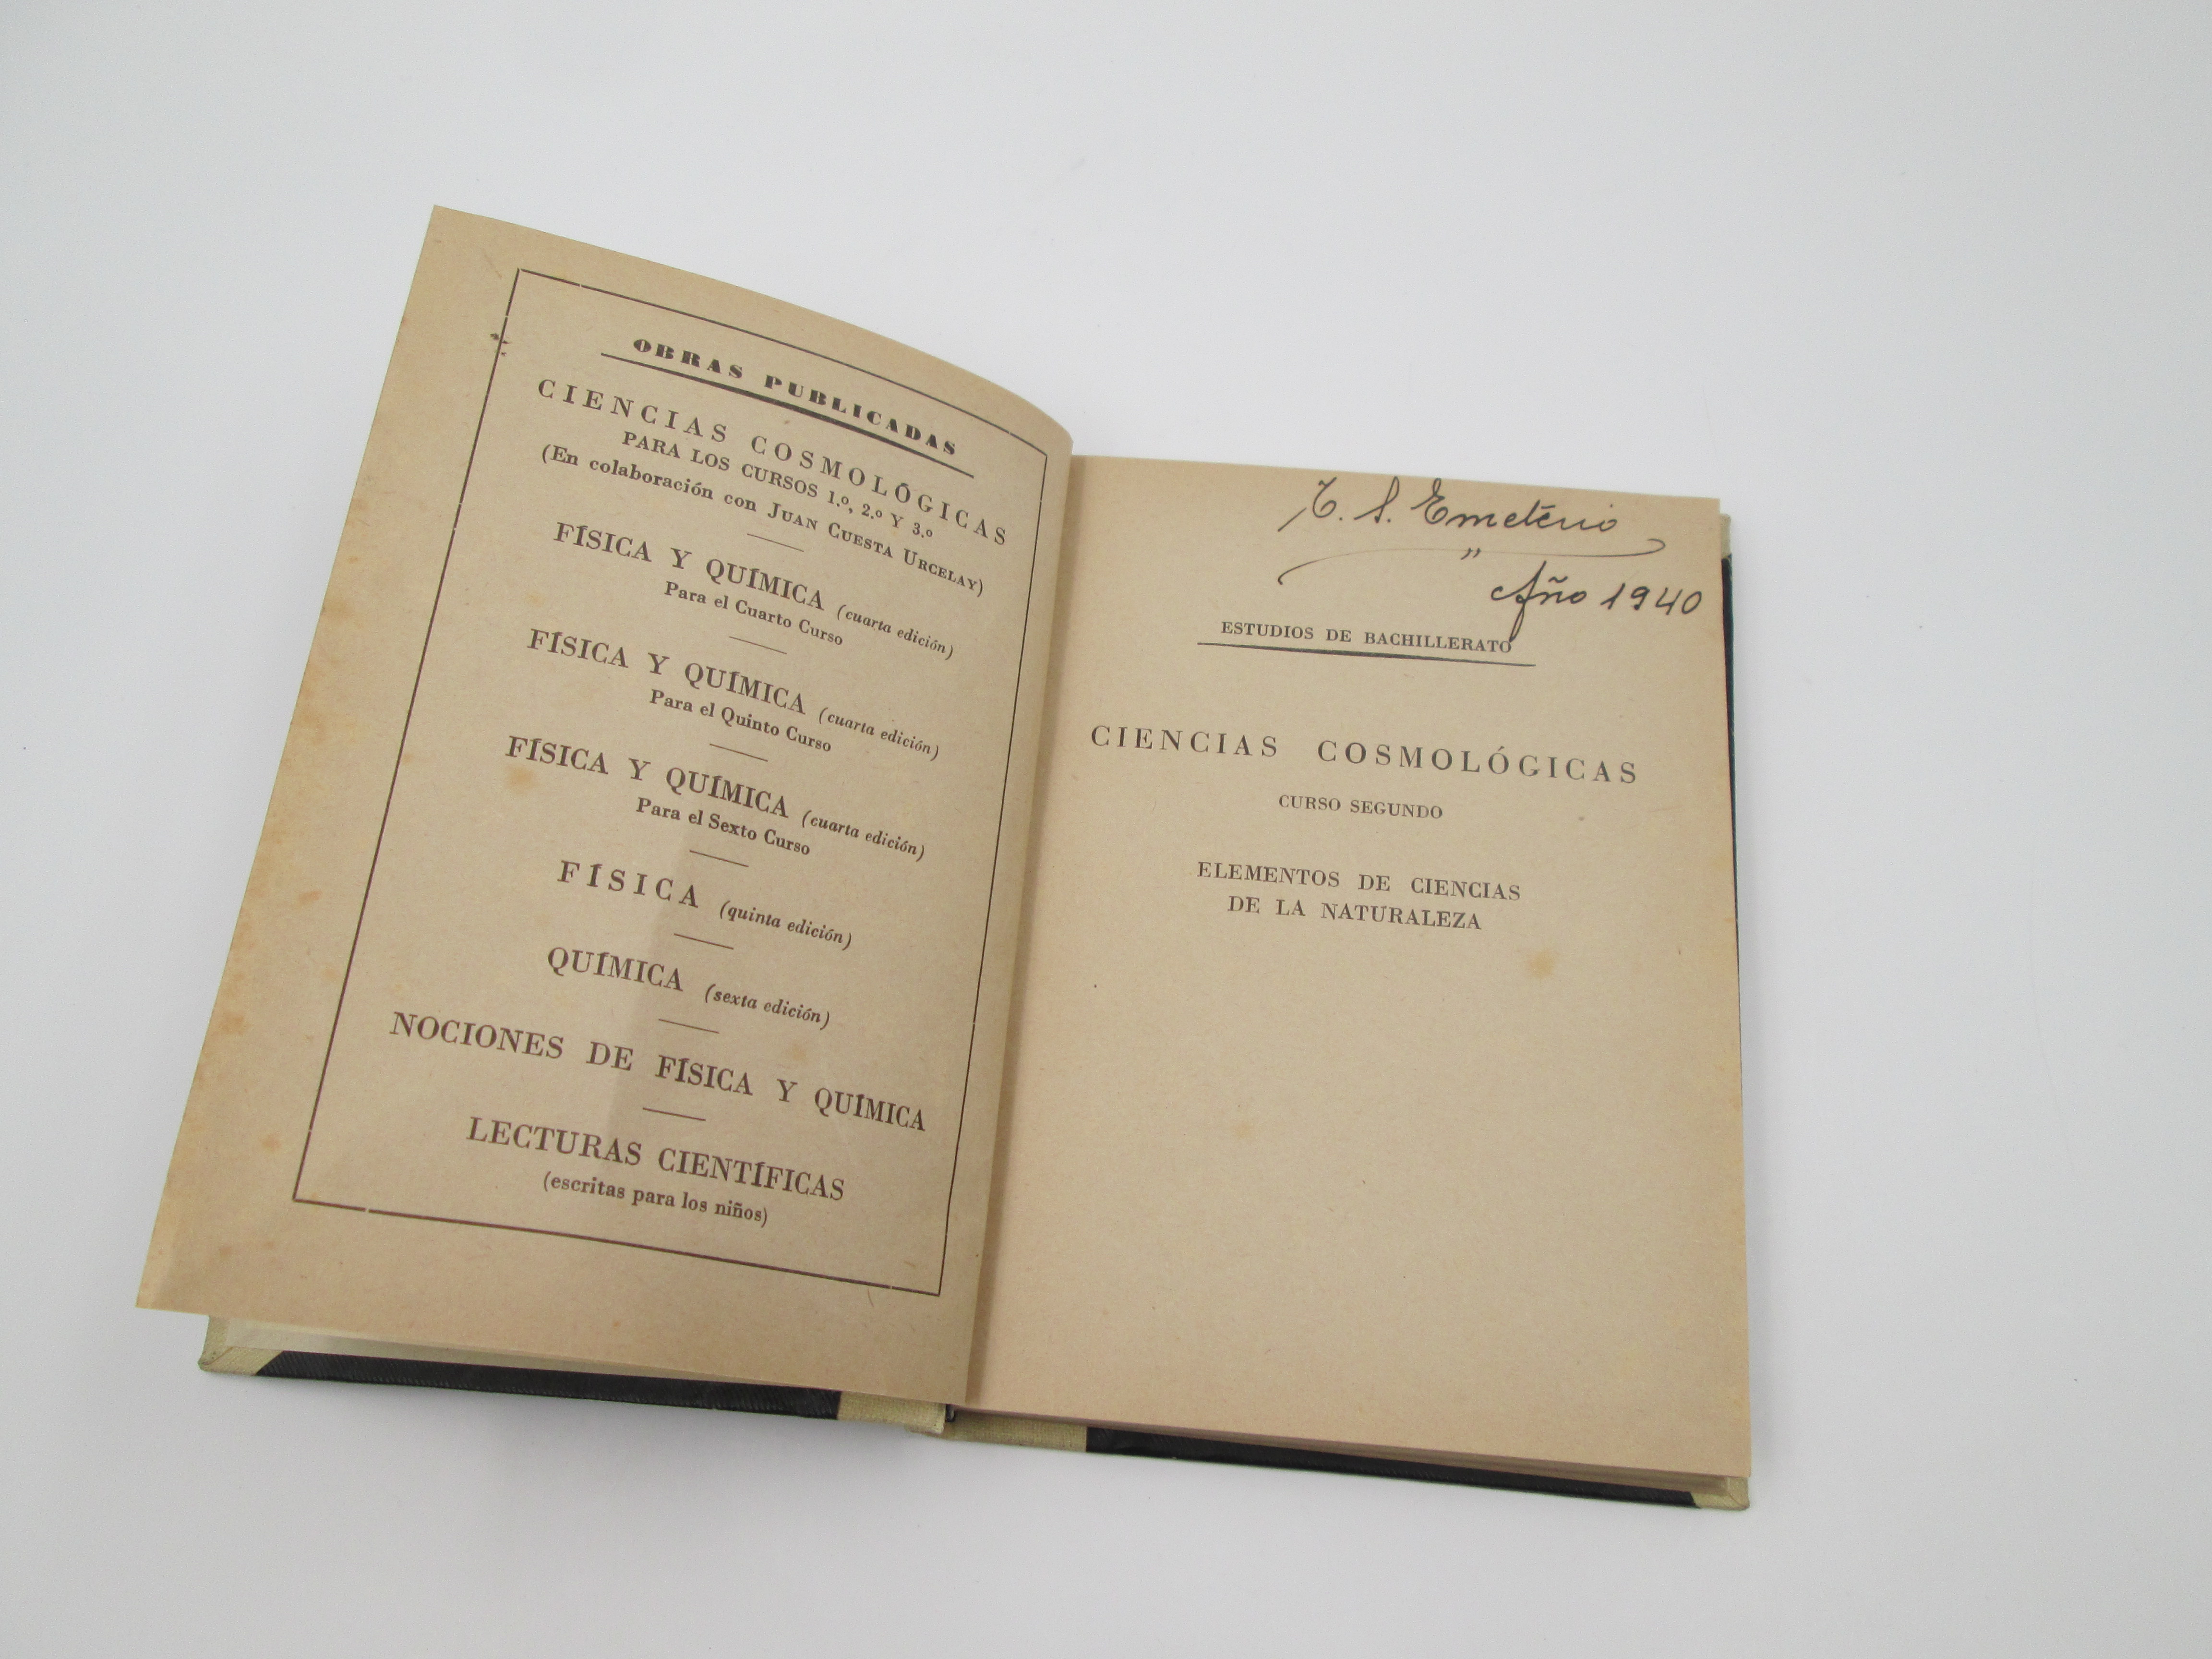 OBRAS PUBLICADAS
CIENCIAS COSMOLÓGICAS
PARA LOS CURSOS 1.º, 2.º Y 3.º
(En colaboración con JUAN CUESTA URCELAY)
FÍSICA Y QUÍMICA (cuarta edición)
Para el Cuarto Curso
FÍSICA Y QUÍMICA (cuarta edición)
Para el Quinto Curso
FÍSICA Y QUÍMICA (cuarta edición)
Para el Sexto Curso
FÍSICA (quinta edición)
QUÍMICA (sexta edición)
NOCIONES DE FÍSICA Y QUÍMICA
LECTURAS CIENTÍFICAS
(escritas para los niños)
T. S. Emeterio
"
Año 1940
ESTUDIOS DE BACHILLERATO
CIENCIAS COSMOLÓGICAS
CURSO SEGUNDO
ELEMENTOS DE CIENCIAS
DE LA NATURALEZA